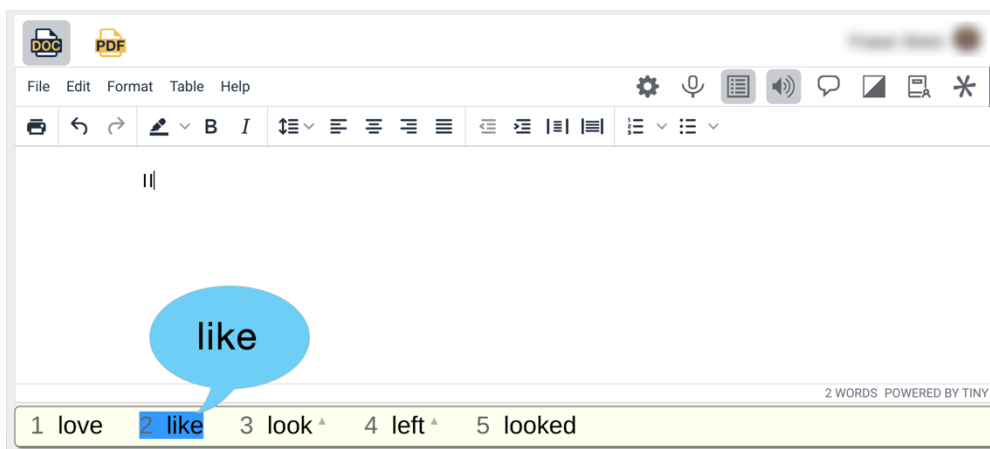 DOC PDF
File Edit Format Table Help
B I
I l
like
2 WORDS POWERED BY TINY
1 love 2 like 3 look 4 left 5 looked